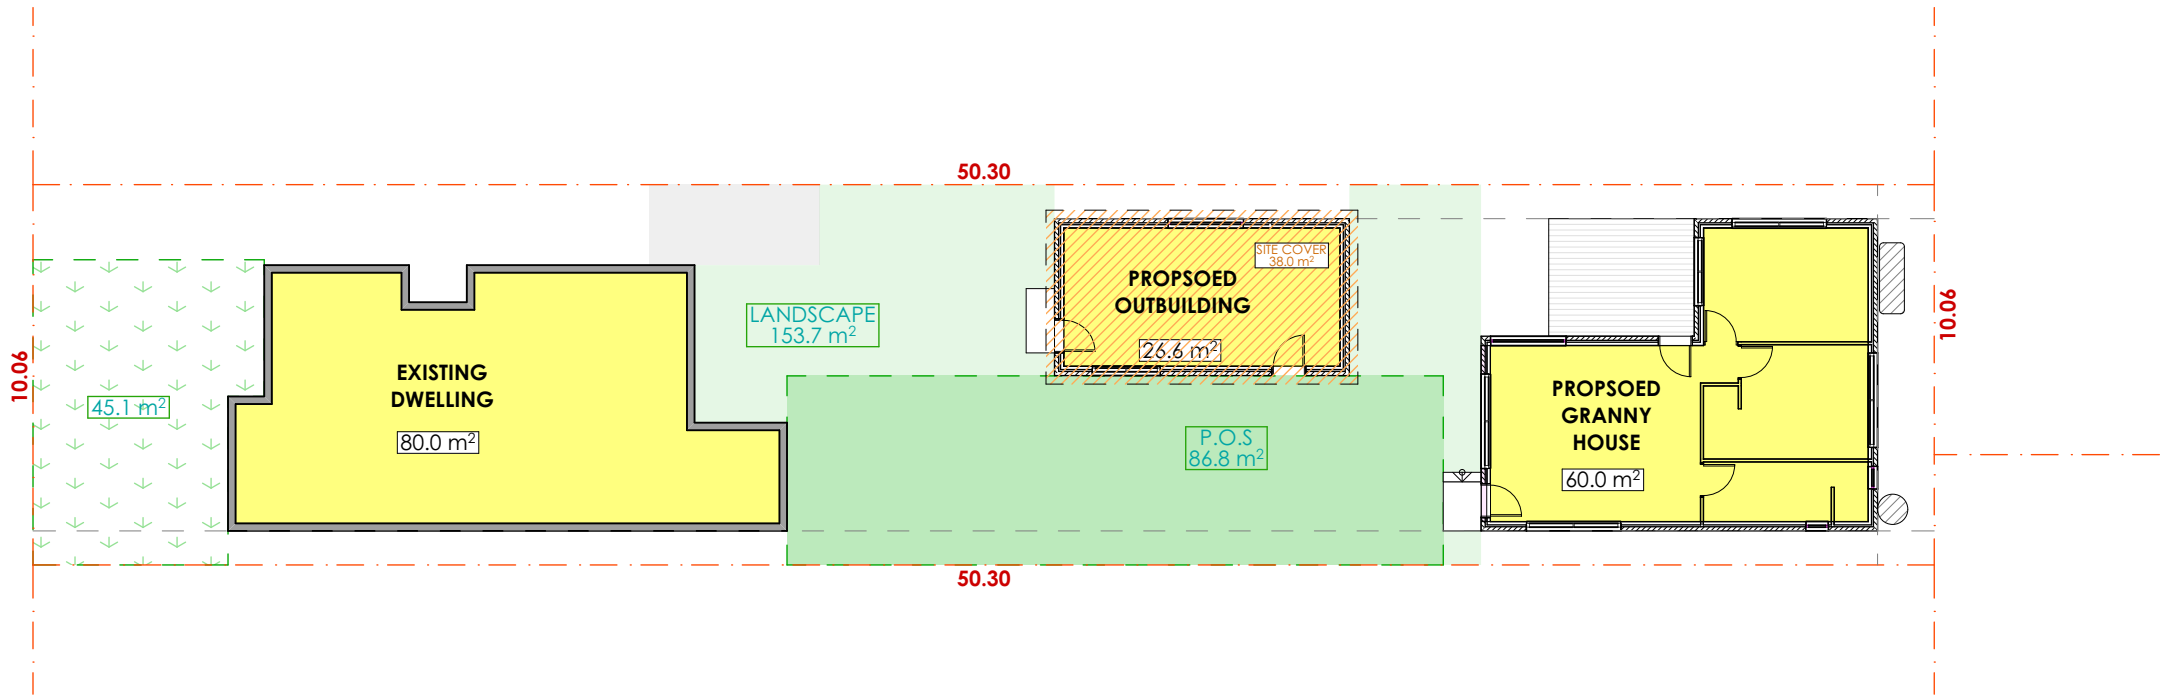 50.30
10.06
45.1 m²
EXISTING
DWELLING
80.0 m²
LANDSCAPE
153.7 m²
PROPSOED
OUTBUILDING
26.6 m²
SITE COVER
38.0 m²
P.O.S
86.8 m²
PROPSOED
GRANNY
HOUSE
60.0 m²
10.06
50.30